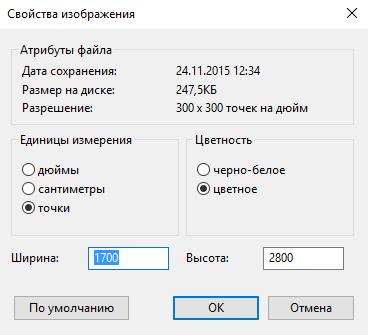 Свойства изображения
Атрибуты файла
Дата сохранения: 24.11.2015 12:34
Размер на диске: 247,5КБ
Разрешение: 300 x 300 точек на дюйм
Единицы измерения Цветность
дюймы черно-белое
сантиметры цветное
точки
Ширина: 1700 Высота: 2800
По умолчанию ОК Отмена